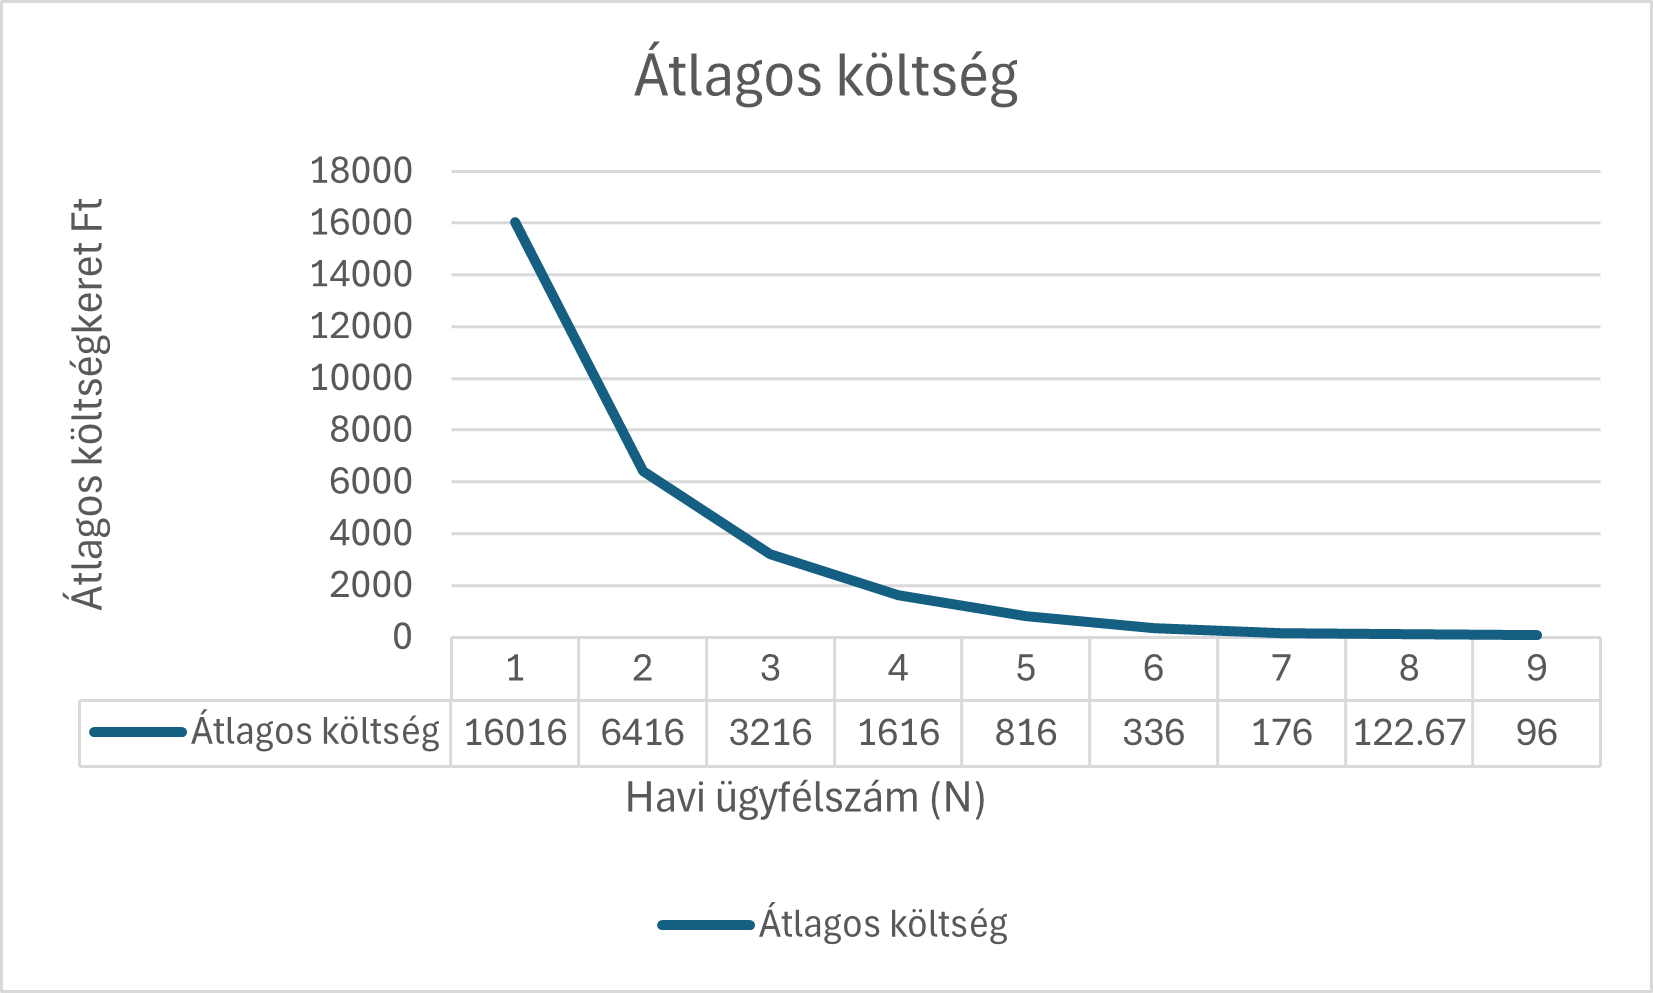 Átlagos költség
Átlagos költségkeret Ft
18000
16000
14000
12000
10000
8000
6000
4000
2000
0
1 2 3 4 5 6 7 8 9
Átlagos költség 16016 6416 3216 1616 816 336 176 122.67 96
Havi ügyfélszám (N)
Átlagos költség